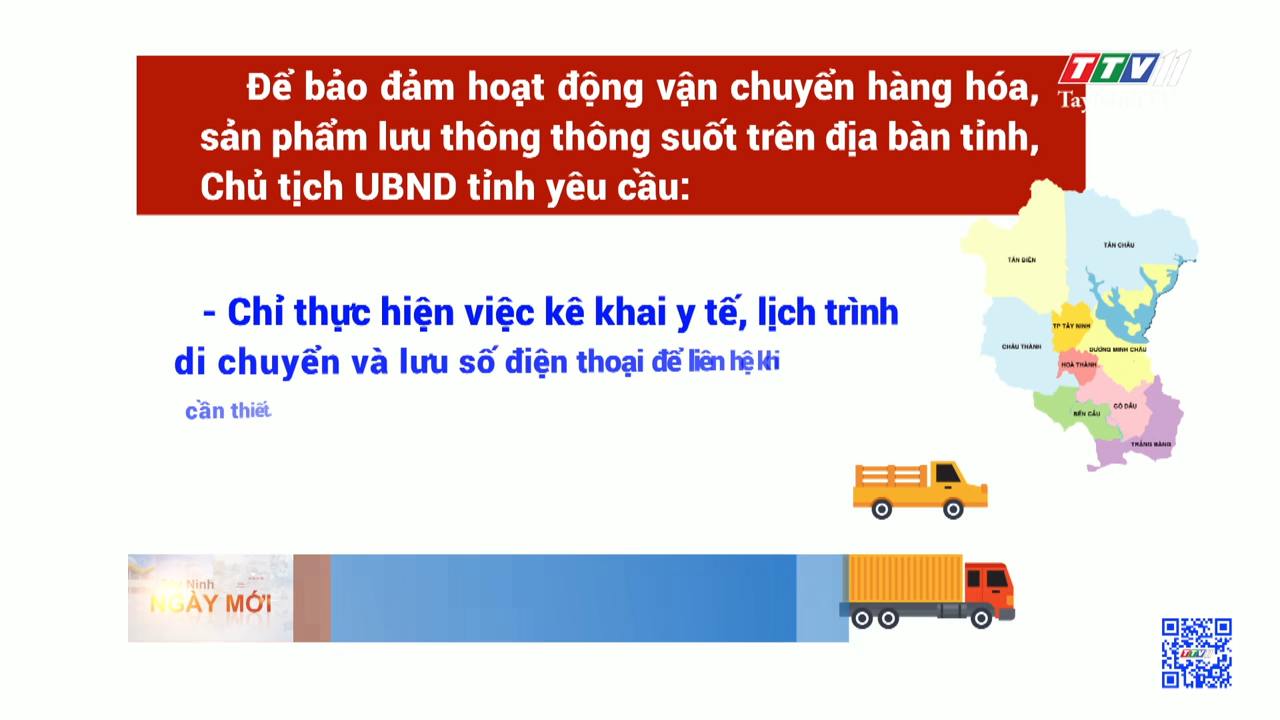 Để bảo đảm hoạt động vận chuyển hàng hóa,
sản phẩm lưu thông thông suốt trên địa bàn tỉnh,
Chủ tịch UBND tỉnh yêu cầu:
TTV11
- Chỉ thực hiện việc kê khai y tế, lịch trình
di chuyển và lưu số điện thoại để liên hệ khi
cần thiết.
TÂN BIÊN
TÂN CHÂU
TP TÂY NINH
CHÂU THÀNH
DƯƠNG MINH CHÂU
HOÀ THÀNH
GÒ DẦU
BẾN CẦU
TRẢNG BÀNG
Ninh
NGÀY MỚI
TTV11